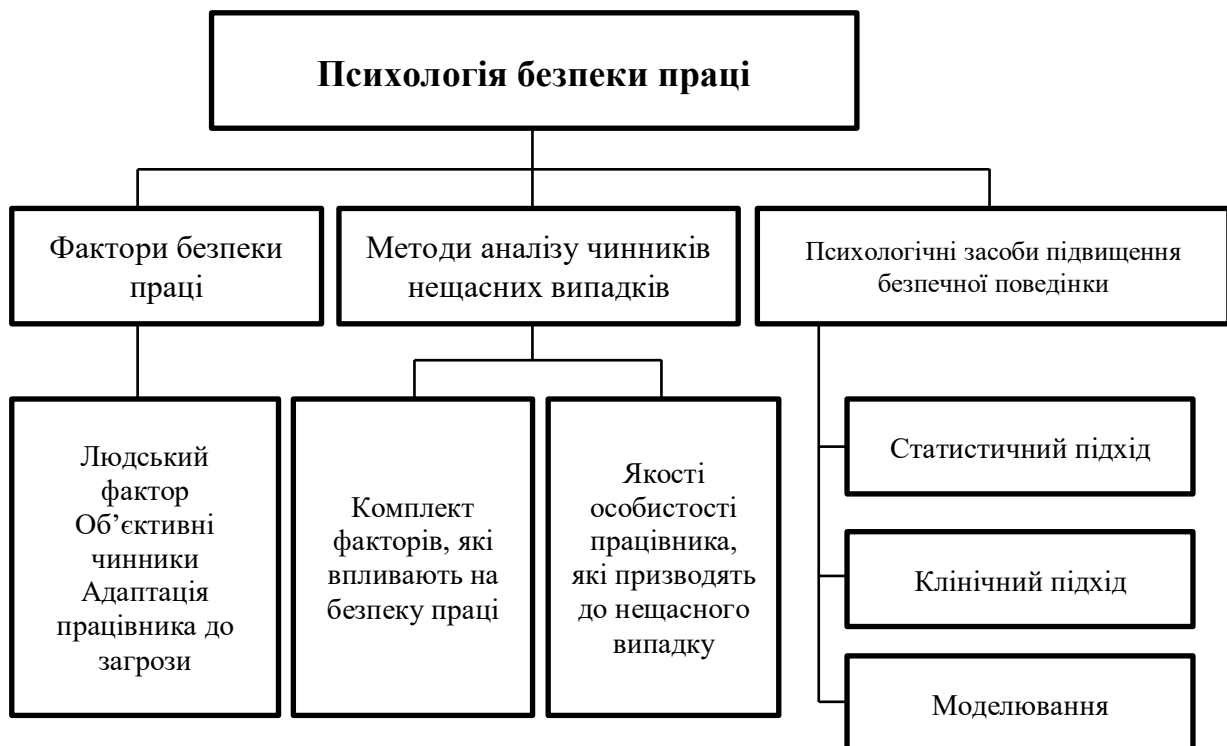 Психологія безпеки праці
Фактори безпеки
праці
Методи аналізу чинників
нещасних випадків
Психологічні засоби підвищення
безпечної поведінки
Людський
фактор
Об’єктивні
чинники
Адаптація
працівника до
загрози
Комплект
факторів, які
впливають на
безпеку праці
Якості
особистості
працівника,
які призводять
до нещасного
випадку
Статистичний підхід
Клінічний підхід
Моделювання